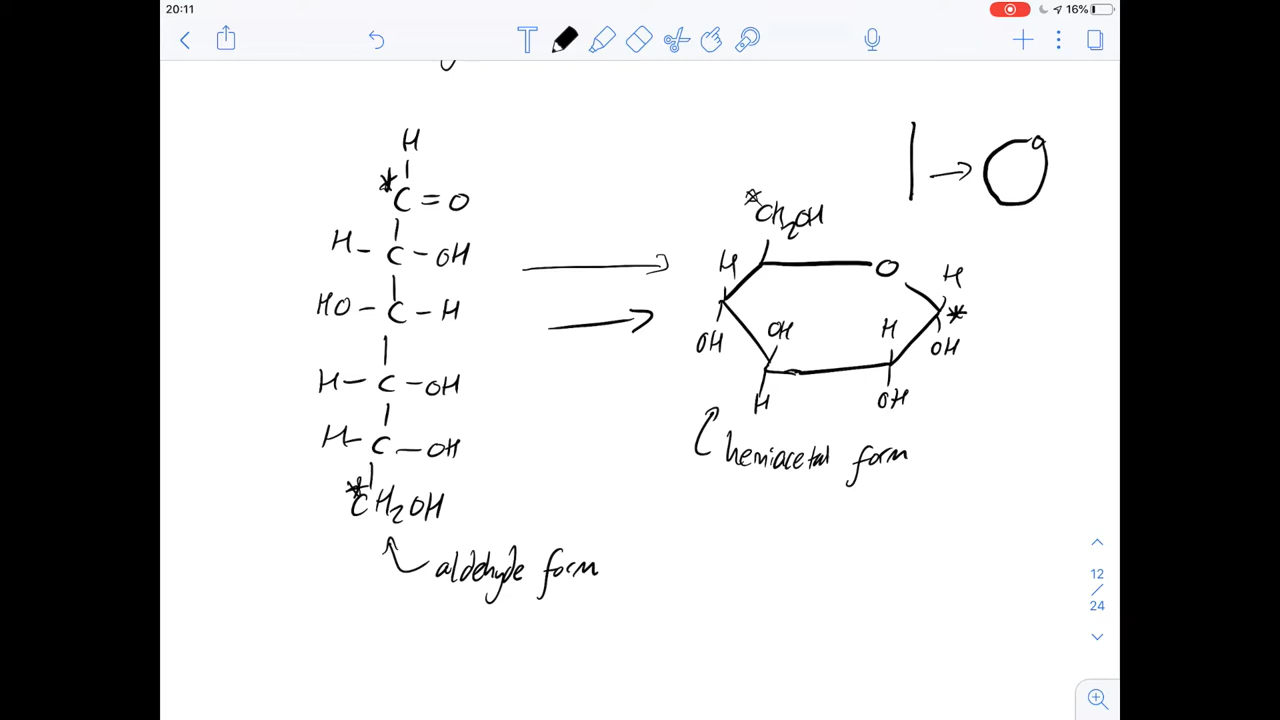 20:11
16%
T
H
* C = O
H - C - OH
HO - C - H
H - C - OH
H - C - OH
* CH2OH
aldehyde form
O
* CH2OH
H
O
H
*
OH
OH
H
OH
H
OH
hemiacetal form
12
/
24